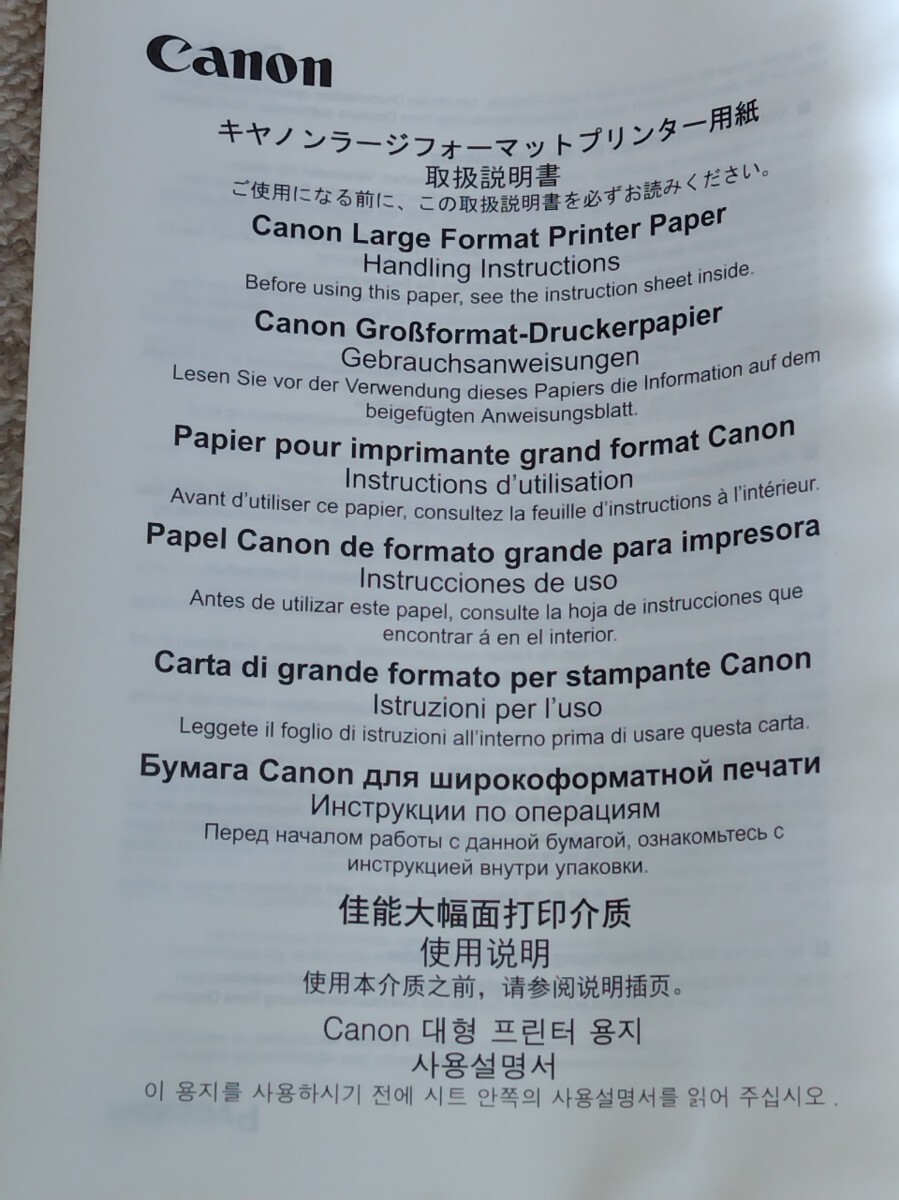 Canon
キヤノンラージフォーマットプリンター用紙
取扱説明書
ご使用になる前に、この取扱説明書を必ずお読みください。
Canon Large Format Printer Paper
Handling Instructions
Before using this paper, see the instruction sheet inside.
Canon Großformat-Druckerpapier
Gebrauchsanweisungen
Lesen Sie vor der Verwendung dieses Papiers die Information auf dem
beigefügten Anweisungsblatt.
Papier pour imprimante grand format Canon
Instructions d'utilisation
Avant d'utiliser ce papier, consultez la feuille d'instructions à l'intérieur.
Papel Canon de formato grande para impresora
Instrucciones de uso
Antes de utilizar este papel, consulte la hoja de instrucciones que
encontrar á en el interior.
Carta di grande formato per stampante Canon
Istruzioni per l'uso
Leggete il foglio di istruzioni all'interno prima di usare questa carta.
Бумага Canon для широкоформатной печати
Инструкции по операциям
Перед началом работы с данной бумагой, ознакомьтесь с
инструкцией внутри упаковки.
佳能大幅面打印介质
使用说明
使用本介质之前，请参阅说明插页。
Canon 대형 프린터 용지
사용설명서
이 용지를 사용하시기 전에 시트 안쪽의 사용설명서를 읽어 주십시오 .